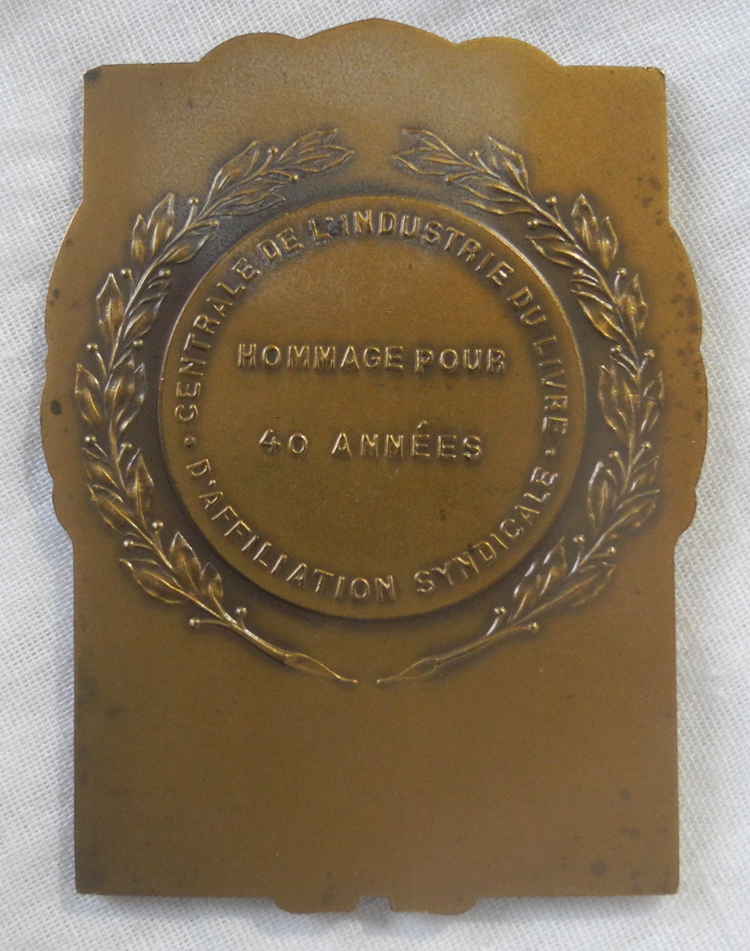 CENTRALE DE L'INDUSTRIE DU LIVRE
HOMMAGE POUR
40 ANNÉES
D'AFFILIATION SYNDICALE